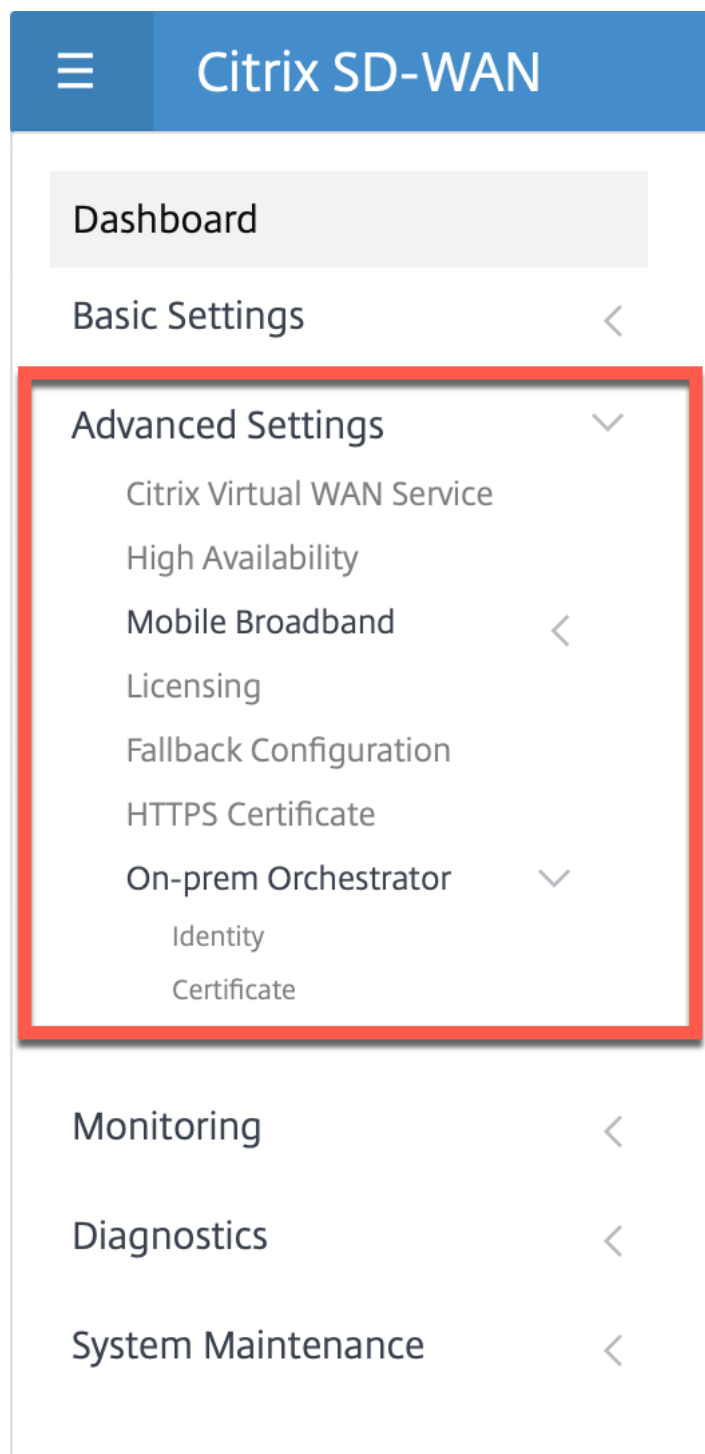 Citrix SD-WAN
Dashboard
Basic Settings
Advanced Settings
Citrix Virtual WAN Service
High Availability
Mobile Broadband
Licensing
Fallback Configuration
HTTPS Certificate
On-prem Orchestrator
Identity
Certificate
Monitoring
Diagnostics
System Maintenance